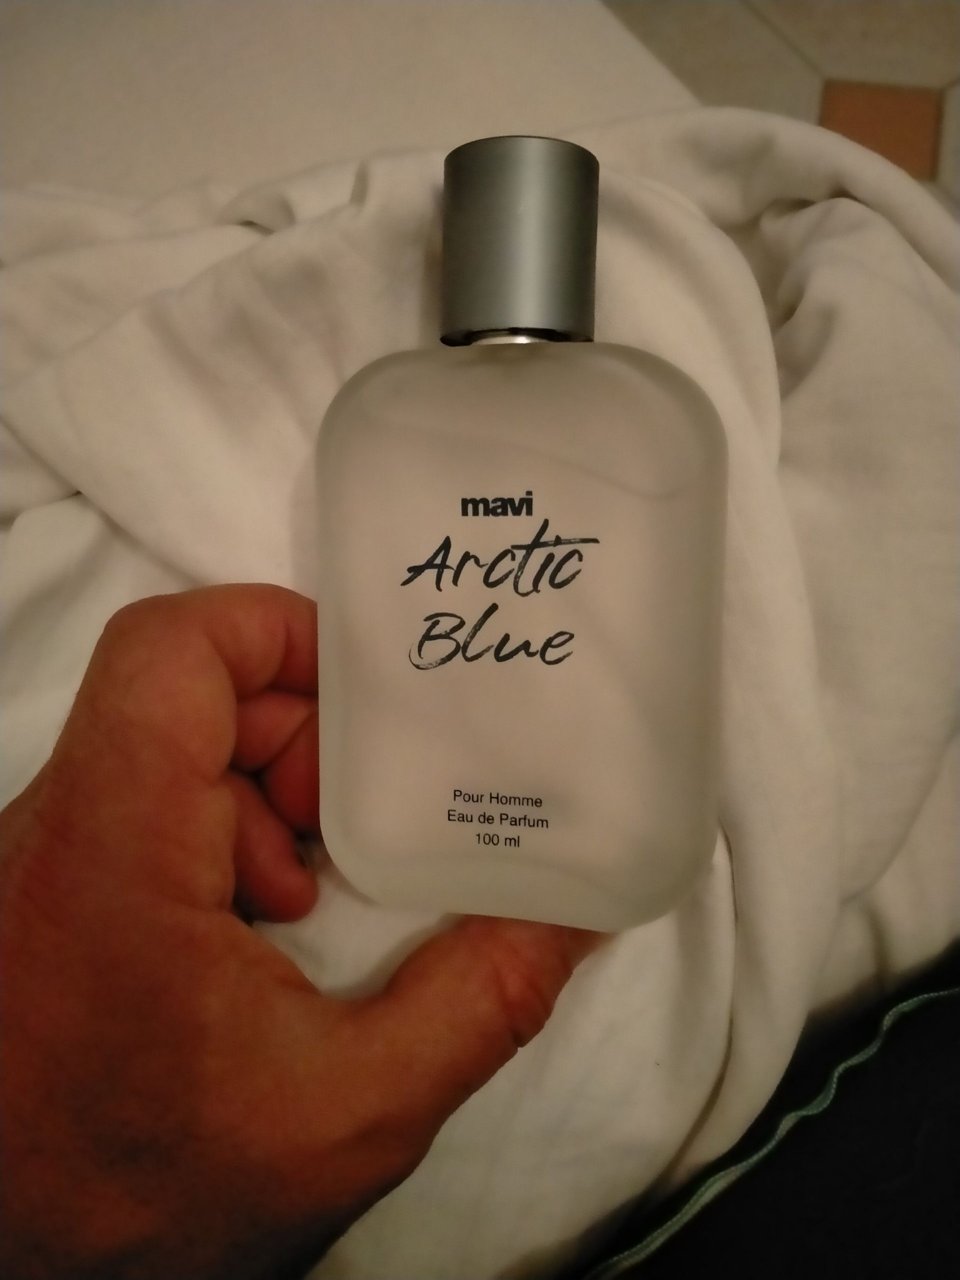 mavi
Arctic
Blue
Pour Homme
Eau de Parfum
100 ml